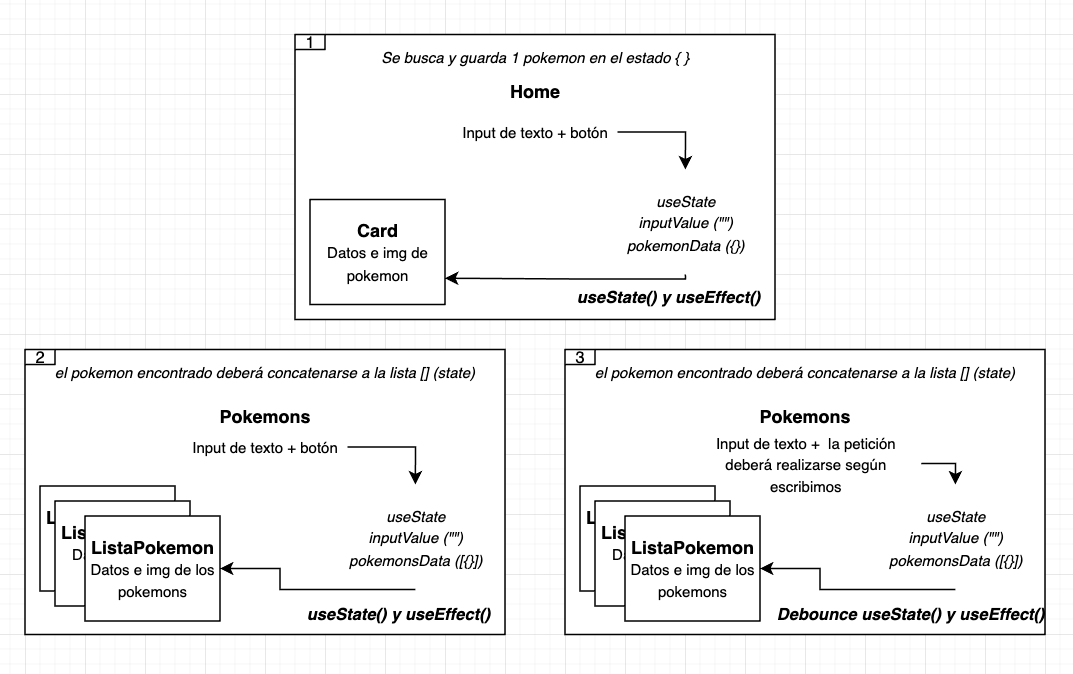 1
Se busca y guarda 1 pokemon en el estado { }
Home
Input de texto + botón
useState
inputValue ("")
pokemonData ({})
Card
Datos e img de
pokemon
useState() y useEffect()
2
el pokemon encontrado deberá concatenarse a la lista [] (state)
Pokemons
Input de texto + botón
useState
inputValue ("")
pokemonsData ([{}])
L
Lis
D
ListaPokemon
Datos e img de los
pokemons
useState() y useEffect()
3
el pokemon encontrado deberá concatenarse a la lista [] (state)
Pokemons
Input de texto + la petición
deberá realizarse según
escribimos
useState
inputValue ("")
pokemonsData ([{}])
L
Lis
D
ListaPokemon
Datos e img de los
pokemons
Debounce useState() y useEffect()